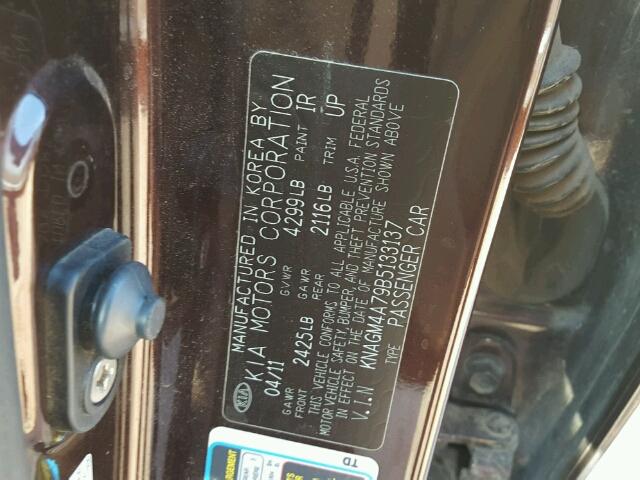 KIA
MANUFACTURED IN KOREA BY
KIA MOTORS CORPORATION
04/11 GVWR 4299LB PAINT IR
GAWR FRONT 2425LB GAWR REAR 2116LB TRIM UP
THIS VEHICLE CONFORMS TO ALL APPLICABLE U.S.A. FEDERAL
MOTOR VEHICLE SAFETY, BUMPER, AND THEFT PREVENTION STANDARDS
IN EFFECT ON THE DATE OF MANUFACTURE SHOWN ABOVE
V.I.N KNAGM4A79B5133137
TYPE PASSENGER CAR
TD